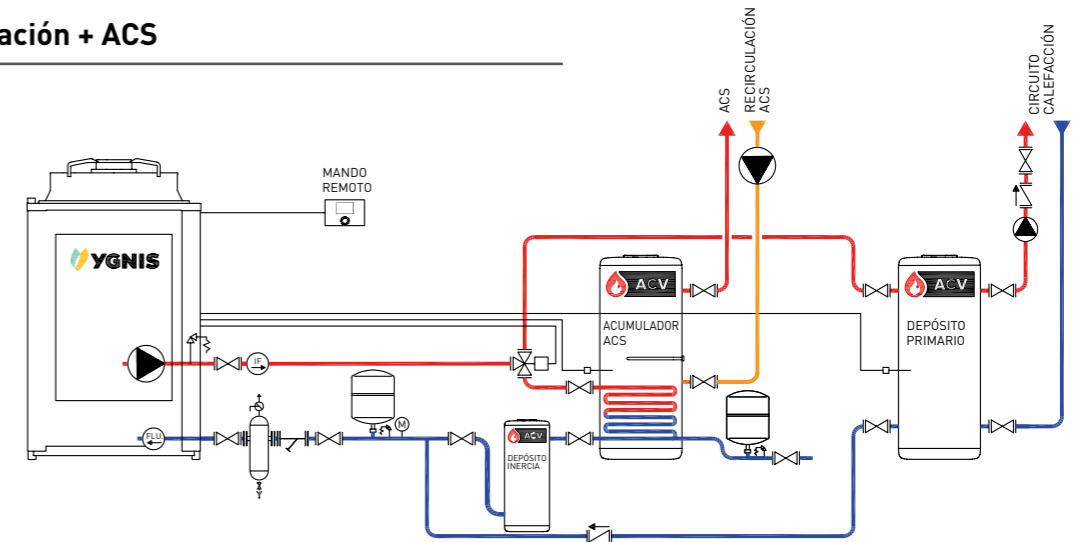 ación + ACS
MANDO
REMOTO
YGNIS
IF
FLU.
M
ACS
RECIRCULACIÓN
ACS
CIRCUITO
CALEFACCIÓN
ACV
ACUMULADOR
ACS
ACV
DEPÓSITO
PRIMARIO
ACV
DEPÓSITO
INERCIA